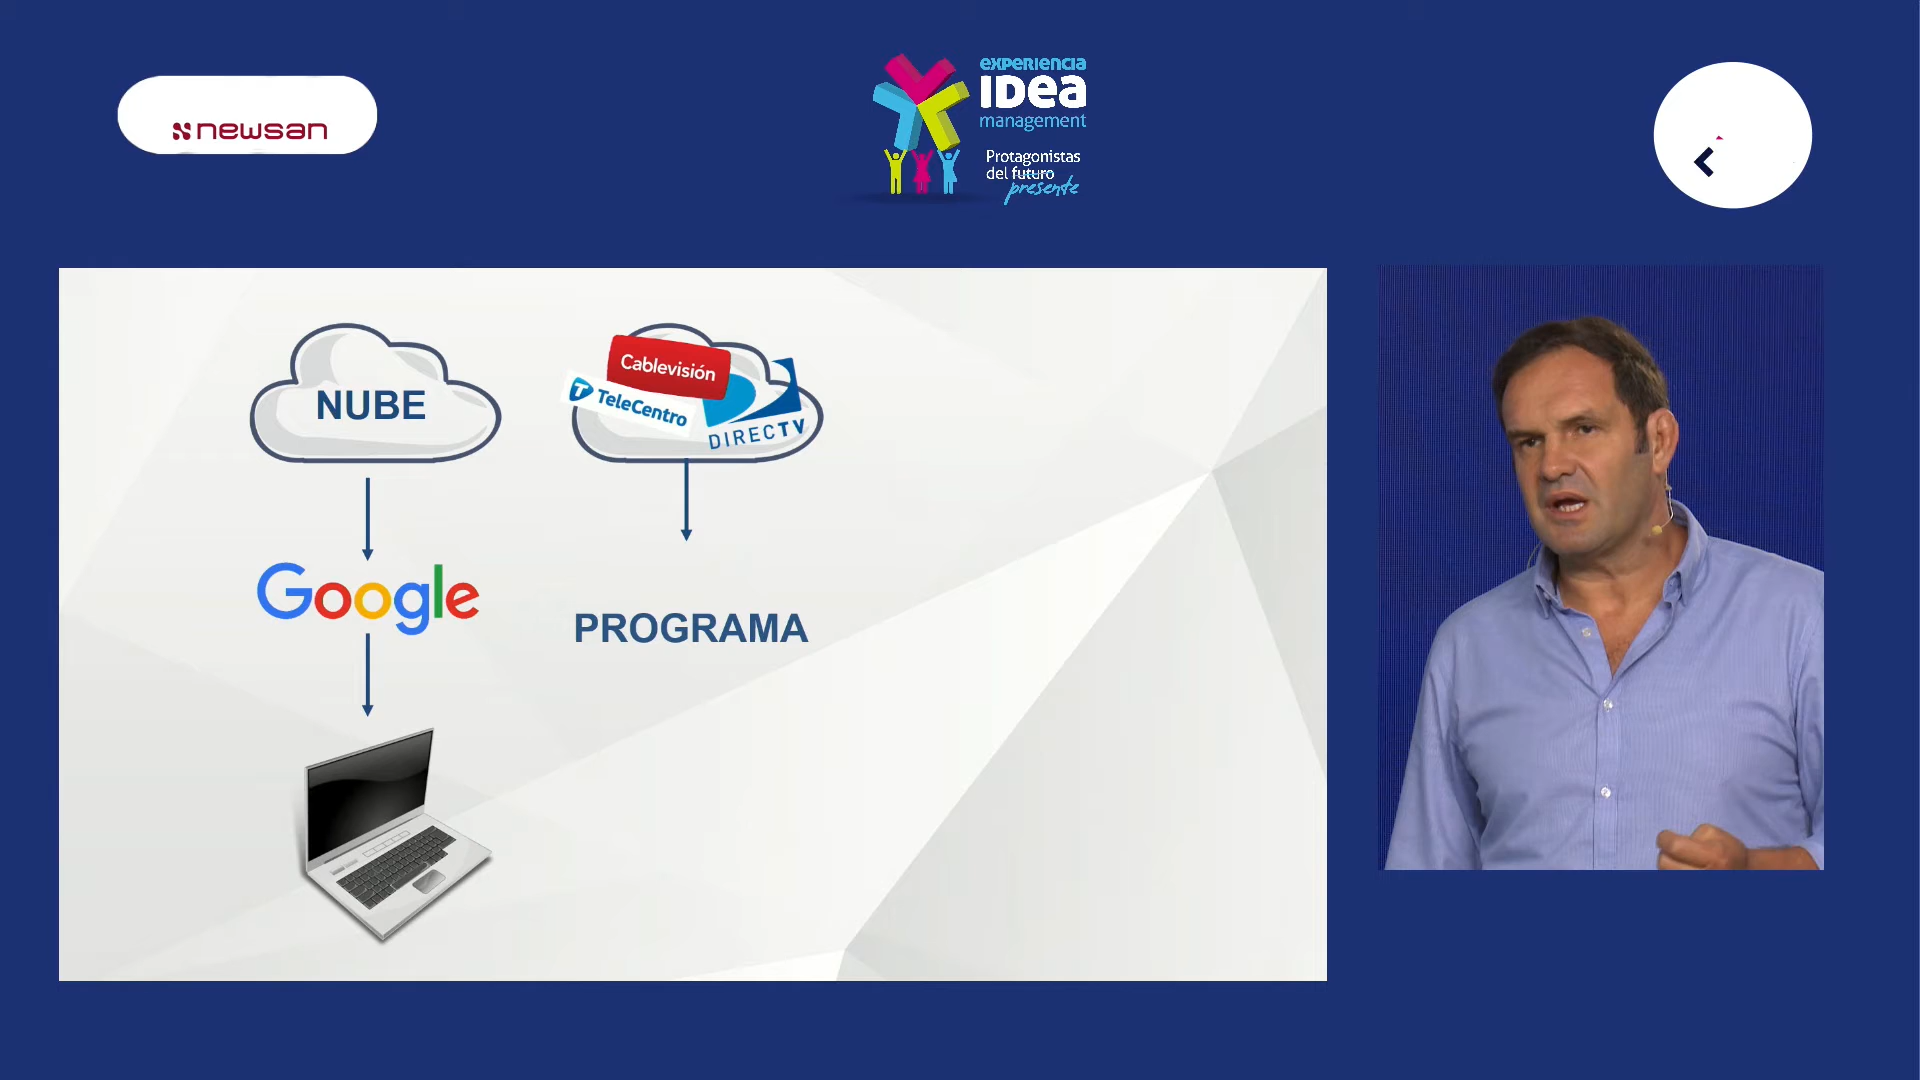 newsan
experiencia
IDea
management
Protagonistas
del futuro
presente
NUBE
Cablevisión
TeleCentro
DIRECTV
Google
PROGRAMA